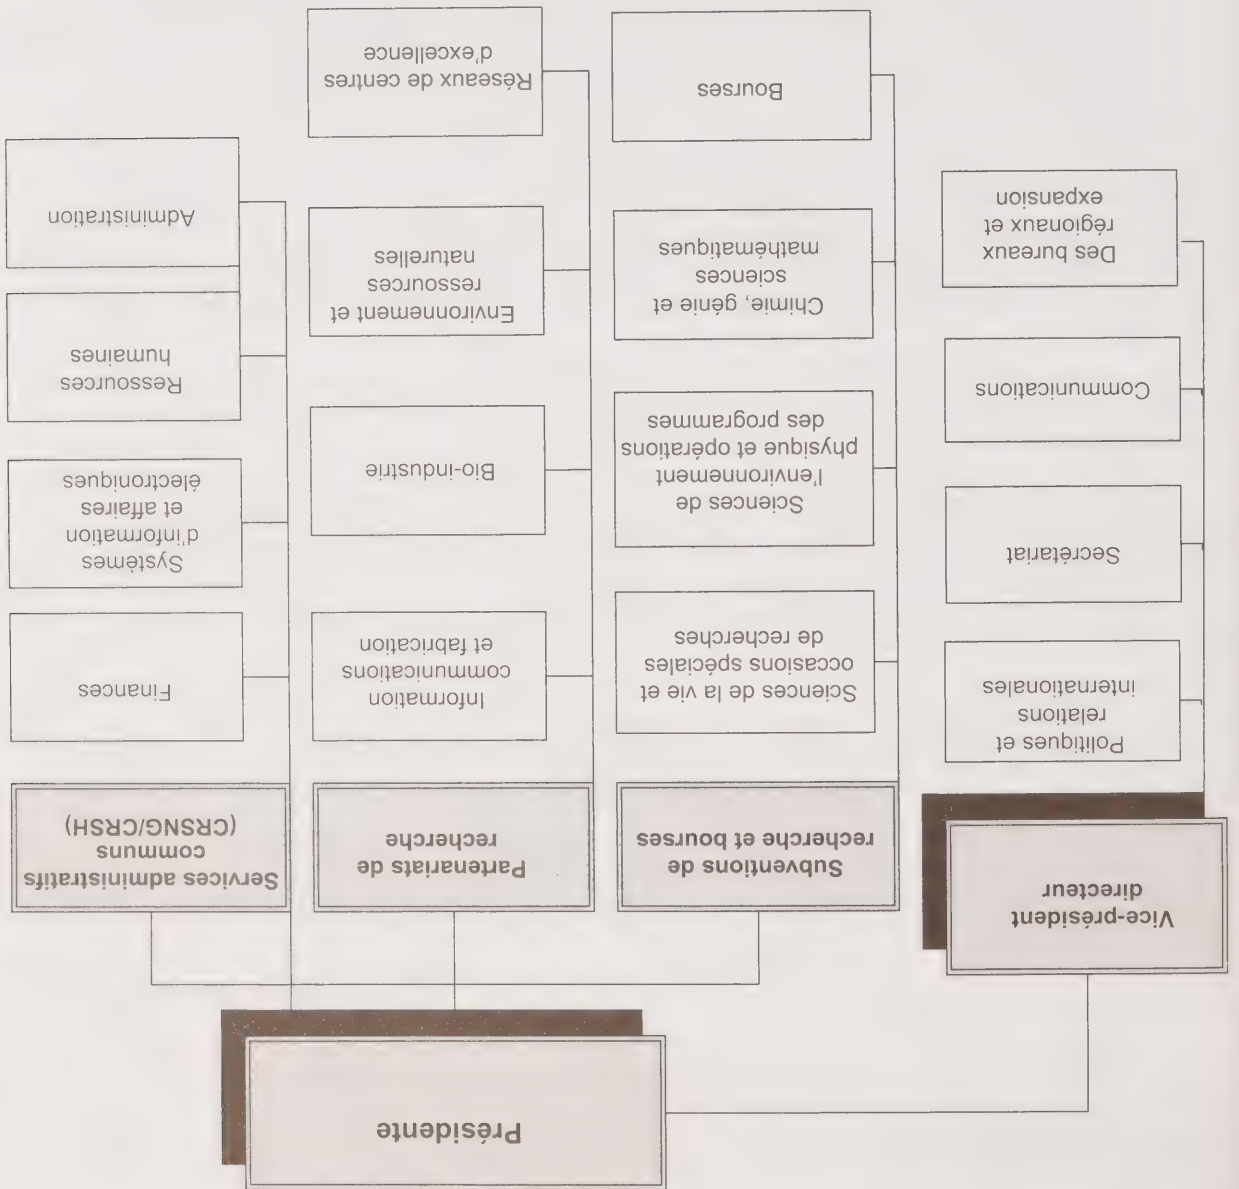 Présidente
Vice-président
directeur
Politiques et
relations
internationales
Secrétariat
Communications
Des bureaux
régionaux et
expansion
Subventions de
recherche et bourses
Sciences de la vie et
occasions spéciales
de recherches
Sciences de
l'environnement
physique et opérations
des programmes
Chimie, génie et
sciences
mathématiques
Bourses
Partenariats de
recherche
Information
communications
et fabrication
Bio-industrie
Environnement et
ressources
naturelles
Réseaux de centres
d'excellence
Services administratifs
communs
(CRSNG/CRSH)
Finances
Systèmes
d'information
et affaires
électroniques
Ressources
humaines
Administration